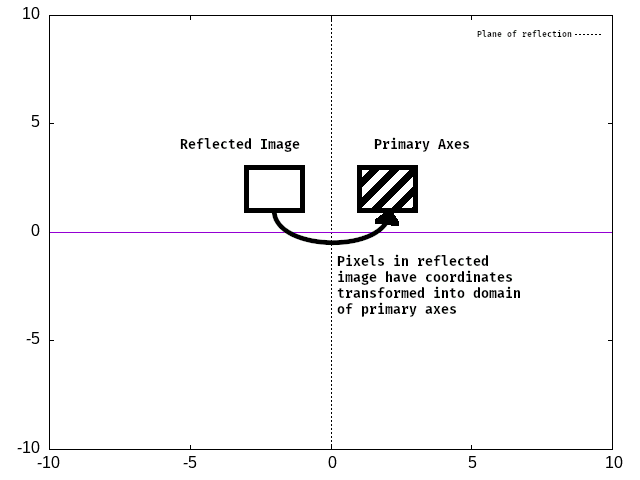 10
Plane of reflection
5
Reflected Image
Primary Axes
0
Pixels in reflected
image have coordinates
transformed into domain
of primary axes
-5
-10
-10
-5
0
5
10